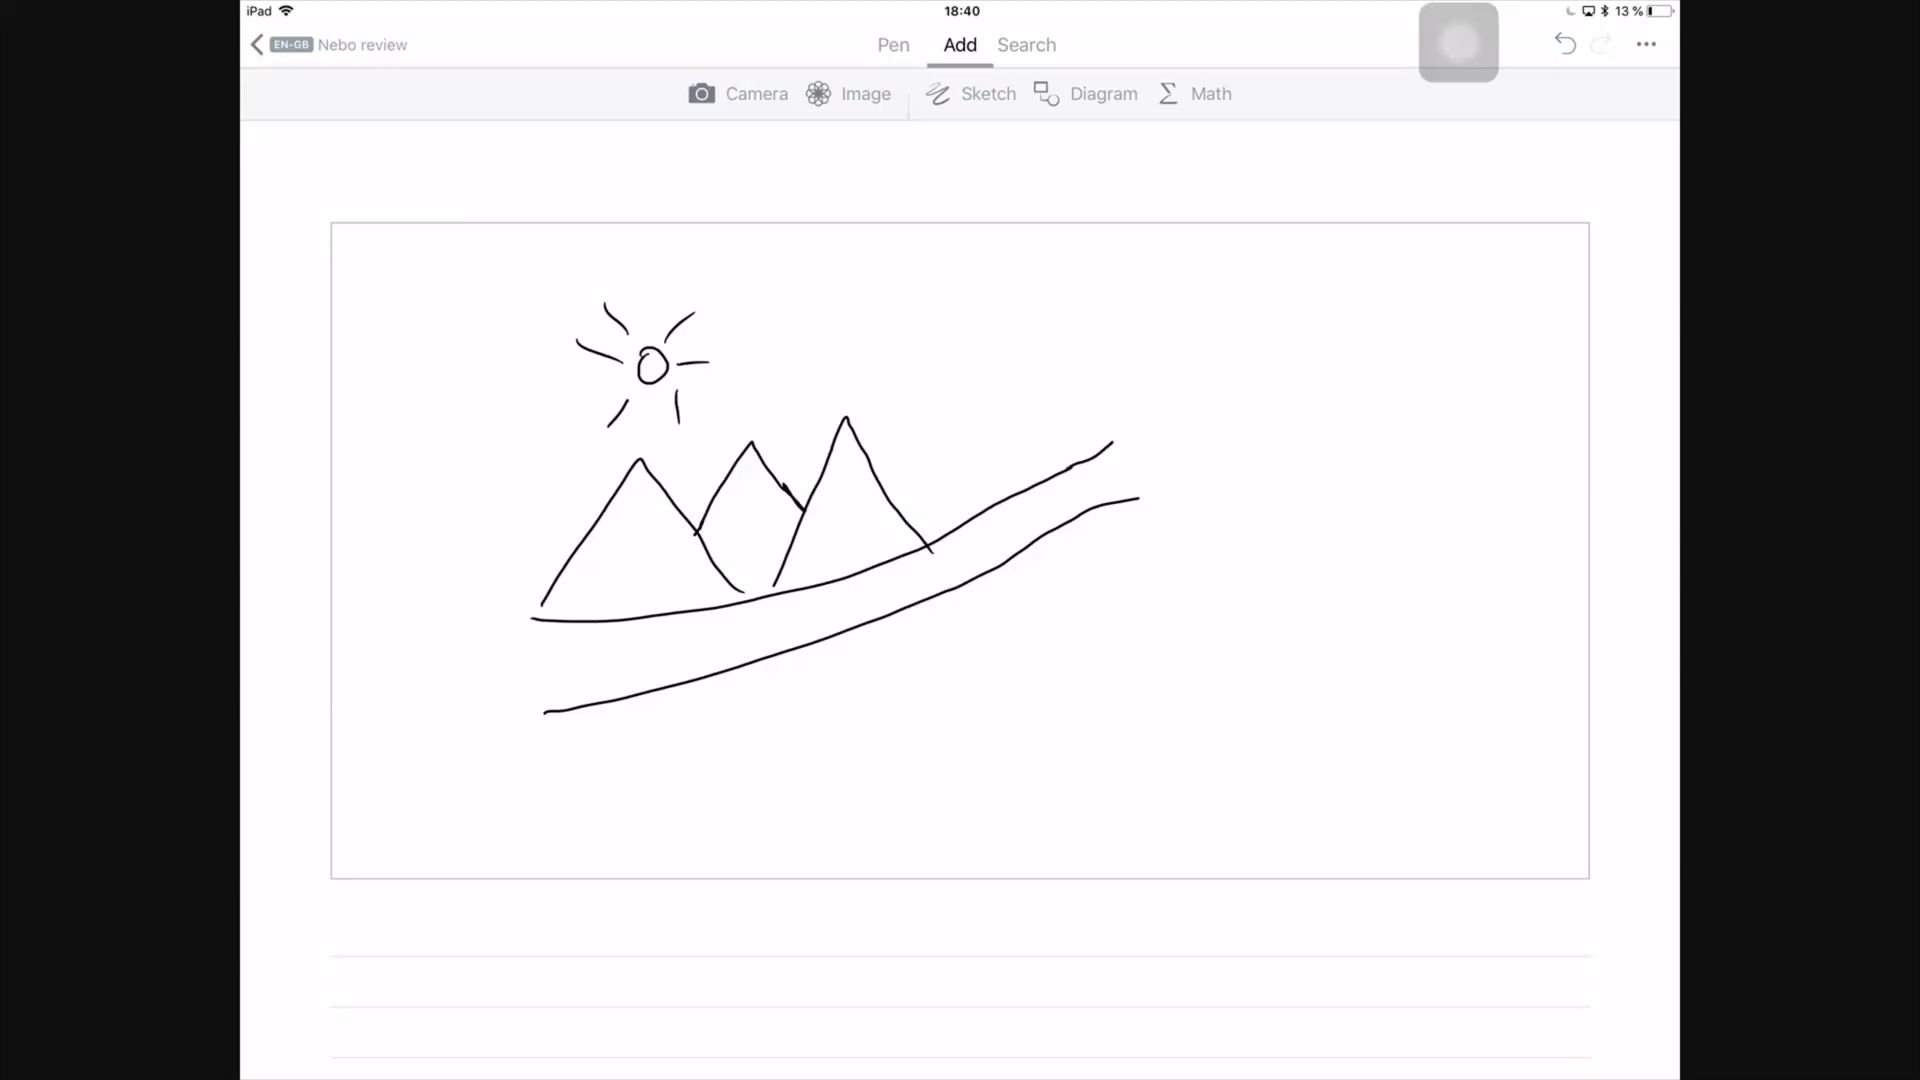 iPad 18:40 13 %
EN-GB Nebo review Pen Add Search
Camera Image Sketch Diagram Math